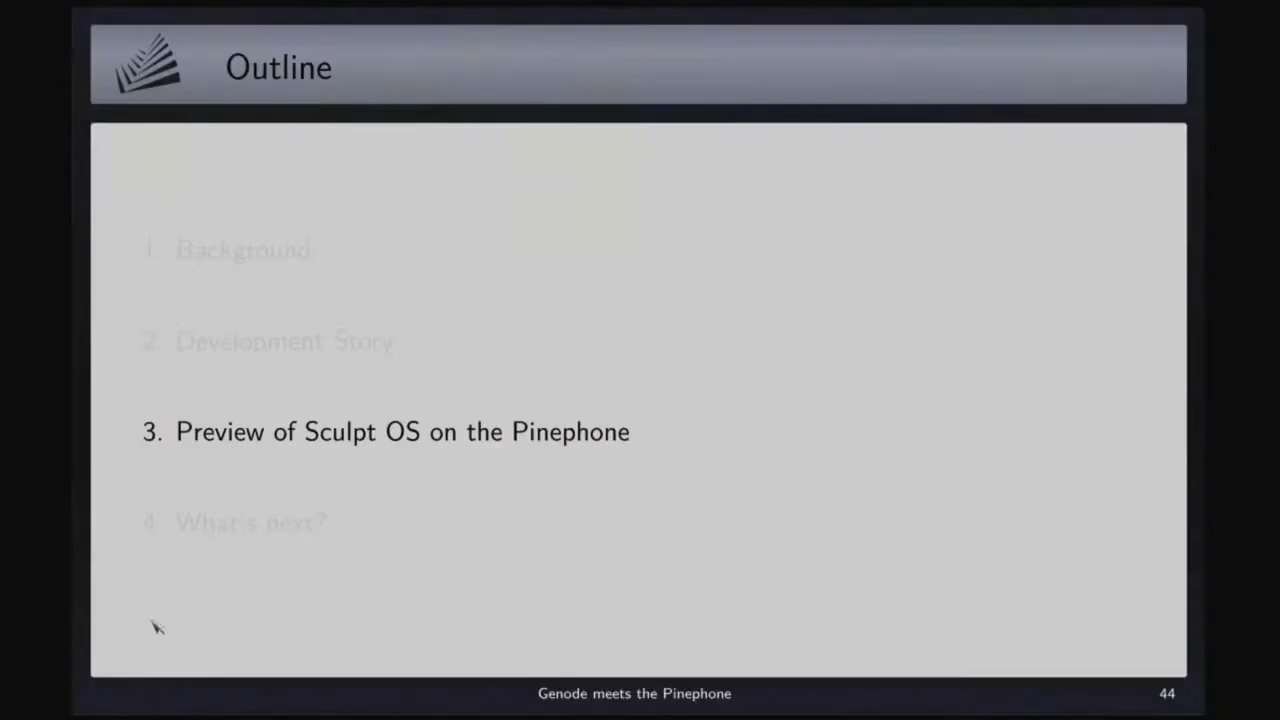 Outline
1. Background
2. Development Story
3. Preview of Sculpt OS on the Pinephone
4. What's next?
Genode meets the Pinephone
44